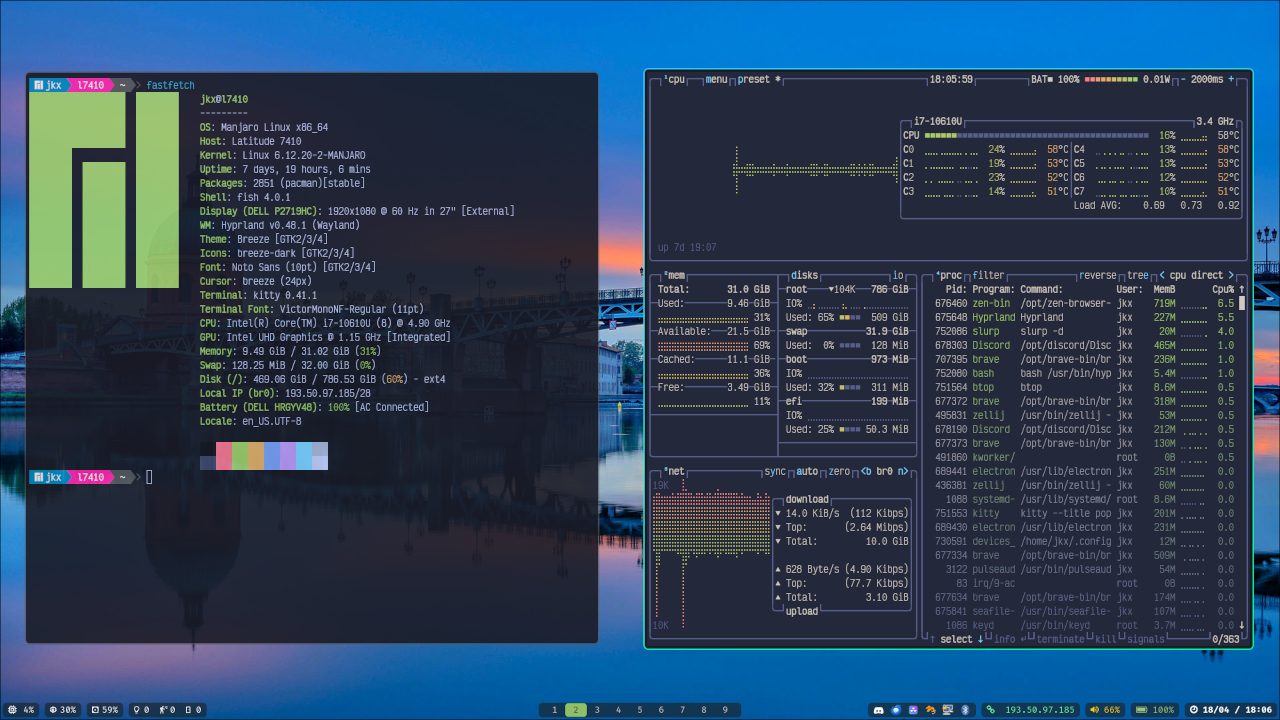 jkx l7410 ~ fastfetch
jkx@l7410
---------
OS: Manjaro Linux x86_64
Host: Latitude 7410
Kernel: Linux 6.12.20-2-MANJARO
Uptime: 7 days, 19 hours, 6 mins
Packages: 2851 (pacman)[stable]
Shell: fish 4.0.1
Display (DELL P2719HC): 1920x1080 @ 60 Hz in 27" [External]
WM: Hyprland v0.48.1 (Wayland)
Theme: Breeze [GTK2/3/4]
Icons: breeze-dark [GTK2/3/4]
Font: Noto Sans (10pt) [GTK2/3/4]
Cursor: breeze (24px)
Terminal: kitty 0.41.1
Terminal Font: VictorMonoNF-Regular (11pt)
CPU: Intel(R) Core(TM) i7-10610U (8) @ 4.90 GHz
GPU: Intel UHD Graphics @ 1.15 GHz [Integrated]
Memory: 9.49 GiB / 31.02 GiB (31%)
Swap: 128.25 MiB / 32.00 GiB (0%)
Disk (/): 469.06 GiB / 786.53 GiB (60%) - ext4
Local IP (br0): 193.50.97.185/28
Battery (DELL HRGYV48): 100% [AC Connected]
Locale: en_US.UTF-8
jkx l7410 ~
¹cpu menu preset * 18:05:59 BAT■ 100% 0.01W - 2000ms +
i7-10610U 3.4 GHz
CPU 16% 58°C
C0 24% 58°C C4 13% 58°C
C1 19% 53°C C5 13% 53°C
C2 23% 52°C C6 12% 52°C
C3 14% 51°C C7 10% 51°C
Load AVG: 0.69 0.73 0.92
up 7d 19:07
²mem
Total: 31.0 GiB
Used: 9.46 GiB
31%
Available: 21.5 GiB
69%
Cached: 11.1 GiB
36%
Free: 3.49 GiB
11%
disks io
root ▼104K 786 GiB
IO%
Used: 65% 509 GiB
swap 31.9 GiB
Used: 0% 128 MiB
boot 973 MiB
IO%
Used: 32% 311 MiB
efi 199 MiB
IO%
Used: 25% 50.3 MiB
³net sync auto zero <b br0 n>
19K
download
▼ 14.0 KiB/s (112 Kibps)
▼ Top: (2.64 Mibps)
▼ Total: 10.0 GiB
▲ 628 Byte/s (4.90 Kibps)
▲ Top: (77.7 Kibps)
▲ Total: 3.10 GiB
upload
10K
⁴proc filter reverse tree < cpu direct >
Pid: Program: Command: User: MemB Cpu% ↑
676460 zen-bin /opt/zen-browser- jkx 719M 6.5
675648 Hyprland Hyprland jkx 227M 5.5
752086 slurp slurp -d jkx 20M 4.0
678303 Discord /opt/discord/Disc jkx 465M 1.0
707395 brave /opt/brave-bin/br jkx 236M 1.0
752080 bash bash /usr/bin/hyp jkx 5.4M 1.0
751564 btop btop jkx 8.6M 0.5
677372 brave /opt/brave-bin/br jkx 318M 0.5
495831 zellij /usr/bin/zellij - jkx 53M 0.5
678190 Discord /opt/discord/Disc jkx 212M 0.5
677373 brave /opt/brave-bin/br jkx 130M 0.5
491860 kworker/ root 0B 0.5
689441 electron /usr/lib/electron jkx 251M 0.0
436303 zellij /usr/bin/zellij - jkx 60M 0.0
1088 systemd- /usr/lib/systemd/ root 8.6M 0.0
751553 kitty kitty --title pop jkx 201M 0.0
689430 electron /usr/lib/electron jkx 231M 0.0
730591 devices_ /home/jkx/.config jkx 12M 0.0
677334 brave /opt/brave-bin/br jkx 509M 0.0
3122 pulseaud /usr/bin/pulseaud jkx 54M 0.0
83 irq/9-ac root 0B 0.0
677634 brave /opt/brave-bin/br jkx 174M 0.0
675841 seafile- /usr/bin/seafile- jkx 107M 0.0
1086 keyd /usr/bin/keyd root 3.7M 0.0 ↓
↑ select ↓ info ↵ terminate kill signals 0/363
4% 30% 59% 0 0 0 1 2 3 4 5 6 7 8 9 193.50.97.185 66% 100% 18/04 / 18:06